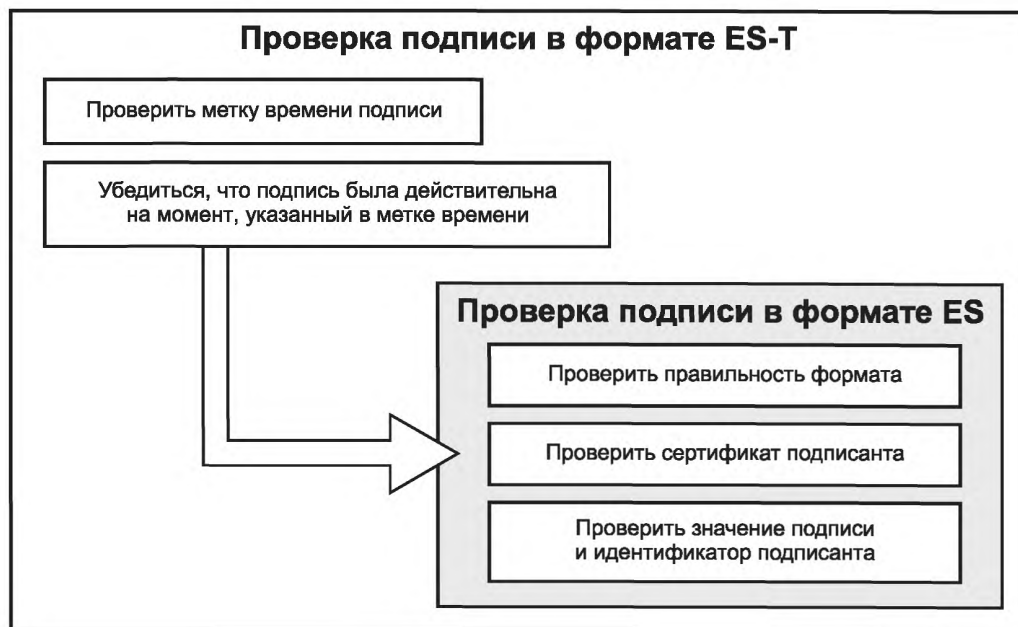 Проверка подписи в формате ES-T
Проверить метку времени подписи
Убедиться, что подпись была действительна
на момент, указанный в метке времени
Проверка подписи в формате ES
Проверить правильность формата
Проверить сертификат подписанта
Проверить значение подписи
и идентификатор подписанта